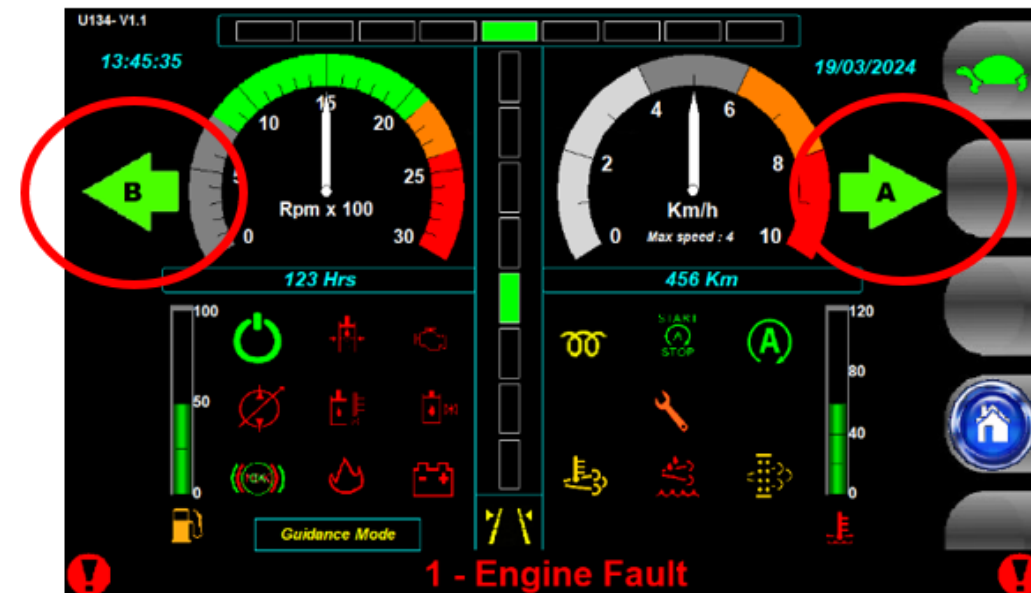 U134- V1.1
13:45:35
19/03/2024
0 5 10 15 20 25 30
Rpm x 100
0 2 4 6 8 10
Km/h
Max speed : 4
B
A
123 Hrs
456 Km
100
50
0
START
(A)
STOP
(A)
120
80
40
0
Guidance Mode
1 - Engine Fault